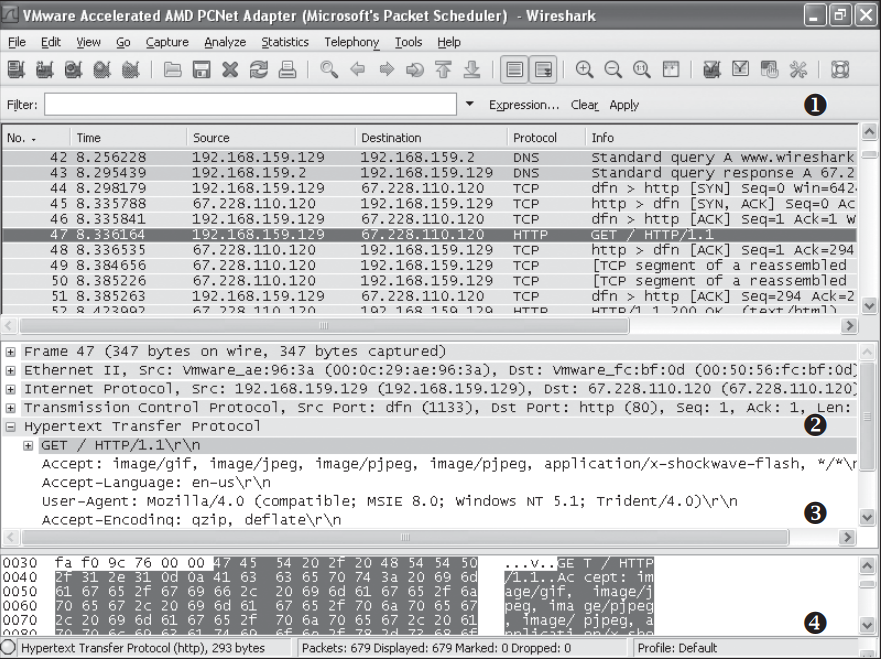 VMware Accelerated AMD PCNet Adapter (Microsoft's Packet Scheduler) - Wireshark
File Edit View Go Capture Analyze Statistics Telephony Tools Help
Filter: Expression... Clear Apply ❶
No. Time Source Destination Protocol Info
42 8.256228 192.168.159.129 192.168.159.2 DNS Standard query A www.wireshark
43 8.295439 192.168.159.2 192.168.159.129 DNS Standard query response A 67.2
44 8.298179 192.168.159.129 67.228.110.120 TCP dfn > http [SYN] Seq=0 Win=642
45 8.335788 67.228.110.120 192.168.159.129 TCP http > dfn [SYN, ACK] Seq=0 Ac
46 8.335841 192.168.159.129 67.228.110.120 TCP dfn > http [ACK] Seq=1 Ack=1 W
47 8.336164 192.168.159.129 67.228.110.120 HTTP GET / HTTP/1.1
48 8.336535 67.228.110.120 192.168.159.129 TCP http > dfn [ACK] Seq=1 Ack=294
49 8.384656 67.228.110.120 192.168.159.129 TCP [TCP segment of a reassembled
50 8.385226 67.228.110.120 192.168.159.129 TCP [TCP segment of a reassembled
51 8.385263 192.168.159.129 67.228.110.120 TCP dfn > http [ACK] Seq=294 Ack=2
52 8.423992 67.228.110.120 192.168.159.129 HTTP HTTP/1.1 200 OK (text/html)
Frame 47 (347 bytes on wire, 347 bytes captured)
Ethernet II, Src: Vmware_ae:96:3a (00:0c:29:ae:96:3a), Dst: Vmware_fc:bf:0d (00:50:56:fc:bf:0d)
Internet Protocol, Src: 192.168.159.129 (192.168.159.129), Dst: 67.228.110.120 (67.228.110.120)
Transmission Control Protocol, Src Port: dfn (1133), Dst Port: http (80), Seq: 1, Ack: 1, Len:
Hypertext Transfer Protocol ❷
GET / HTTP/1.1\r\n
Accept: image/gif, image/jpeg, image/pjpeg, image/pjpeg, application/x-shockwave-flash, */*\r
Accept-Language: en-us\r\n
User-Agent: Mozilla/4.0 (compatible; MSIE 8.0; Windows NT 5.1; Trident/4.0)\r\n
Accept-Encoding: gzip, deflate\r\n ❸
0030 fa f0 9c 76 00 00 47 45 54 20 2f 20 48 54 54 50 ...v..GE T / HTTP
0040 2f 31 2e 31 0d 0a 41 63 63 65 70 74 3a 20 69 6d /1.1..Ac cept: im
0050 61 67 65 2f 67 69 66 2c 20 69 6d 61 67 65 2f 6a age/gif, image/j
0060 70 65 67 2c 20 69 6d 61 67 65 2f 70 6a 70 65 67 peg, ima ge/pjpeg
0070 2c 20 69 6d 61 67 65 2f 70 6a 70 65 67 2c 20 61 , image/ pjpeg, a
0080 70 70 6c 69 63 61 74 69 6f 6e 2f 78 2d 73 68 6f pplicati on/x-sho ❹
Hypertext Transfer Protocol (http), 293 bytes Packets: 679 Displayed: 679 Marked: 0 Dropped: 0 Profile: Default